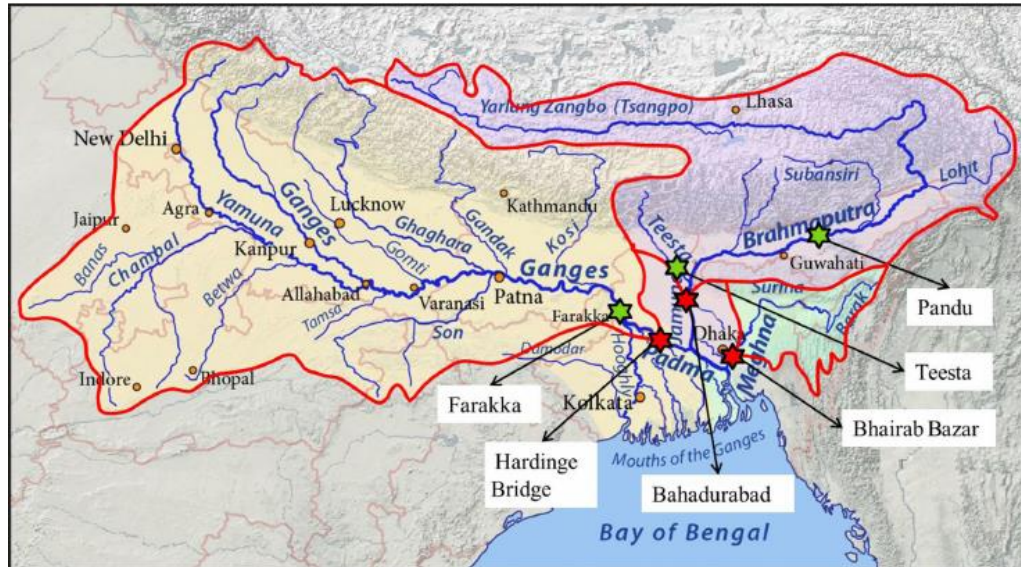 Yarlung Zangbo (Tsangpo)
Lhasa
New Delhi
Subansiri
Lohit
Jaipur
Agra
Yamuna
Ganges
Lucknow
Kathmandu
Teesta
Brahmaputra
Banas
Chambal
Kanpur
Ghaghara
Gandak
Kosi
Guwahati
Gomti
Betwa
Ganges
Surma
Barak
Allahabad
Varanasi
Patna
Pandu
Tamsa
Farakka
Jamuna
Dhaka
Son
Damodar
Hooghly
Padma
Meghna
Teesta
Indore
Bhopal
Farakka
Kolkata
Bhairab Bazar
Hardinge
Bridge
Mouths of the Ganges
Bahadurabad
Bay of Bengal